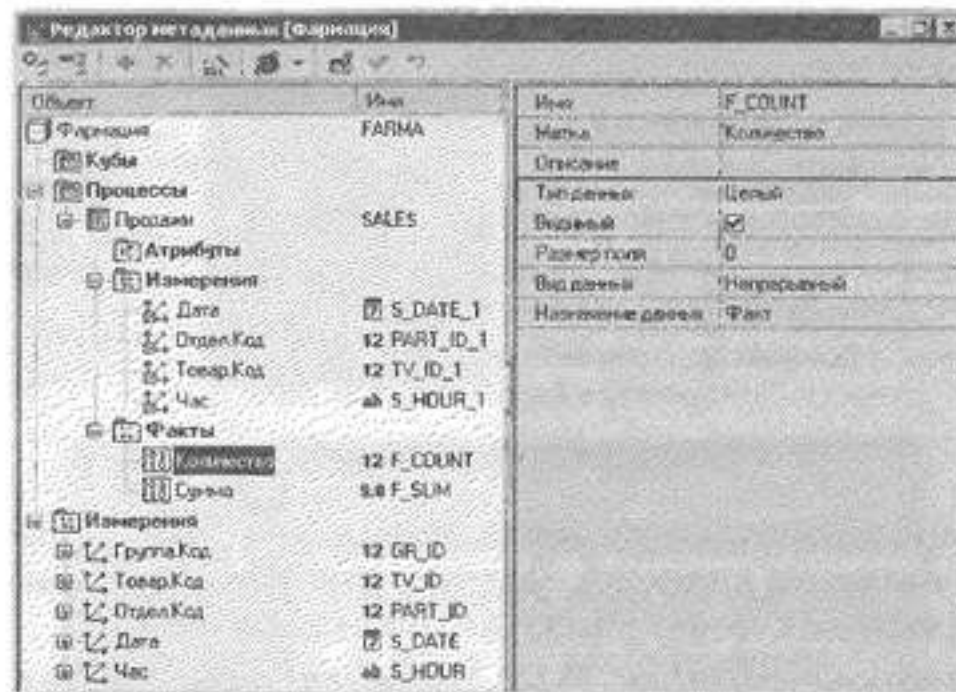 Редактор метаданных [Фармация]
Объект Имя
Фармация FARMA
Кубы
Процессы
Продажи SALES
Атрибуты
Измерения
Дата S_DATE_1
Отдел.Код 12 PART_ID_1
Товар.Код 12 TV_ID_1
Час ab S_HOUR_1
Факты
Количество 12 F_COUNT
Сумма 9.0 F_SUM
Измерения
Группа.Код 12 GR_ID
Товар.Код 12 TV_ID
Отдел.Код 12 PART_ID
Дата S_DATE
Час ab S_HOUR
Имя F_COUNT
Метка Количество
Описание
Тип данных Целый
Видимый
Размер поля 0
Вид данных Непрерывный
Назначение данных Факт